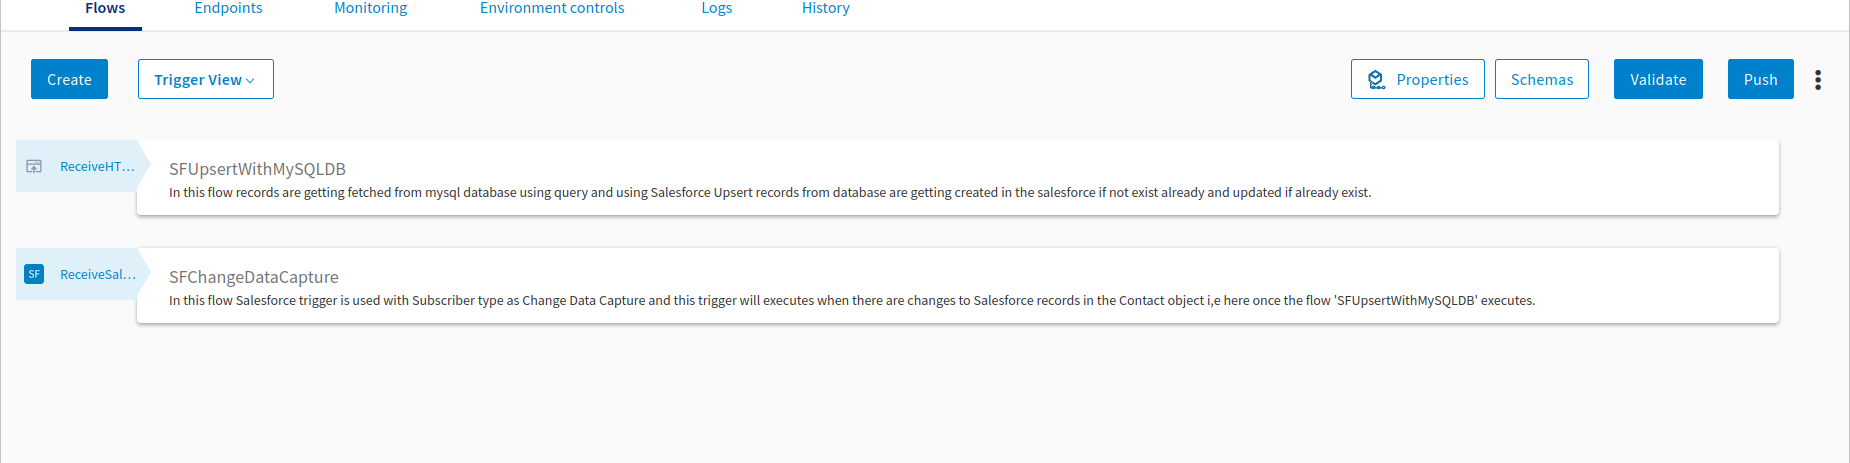 Flows Endpoints Monitoring Environment controls Logs History
Create Trigger View Properties Schemas Validate Push
ReceiveHT... SFUpsertWithMySQLDB
In this flow records are getting fetched from mysql database using query and using Salesforce Upsert records from database are getting created in the salesforce if not exist already and updated if already exist.
SF ReceiveSal... SFChangeDataCapture
In this flow Salesforce trigger is used with Subscriber type as Change Data Capture and this trigger will executes when there are changes to Salesforce records in the Contact object i,e here once the flow 'SFUpsertWithMySQLDB' executes.